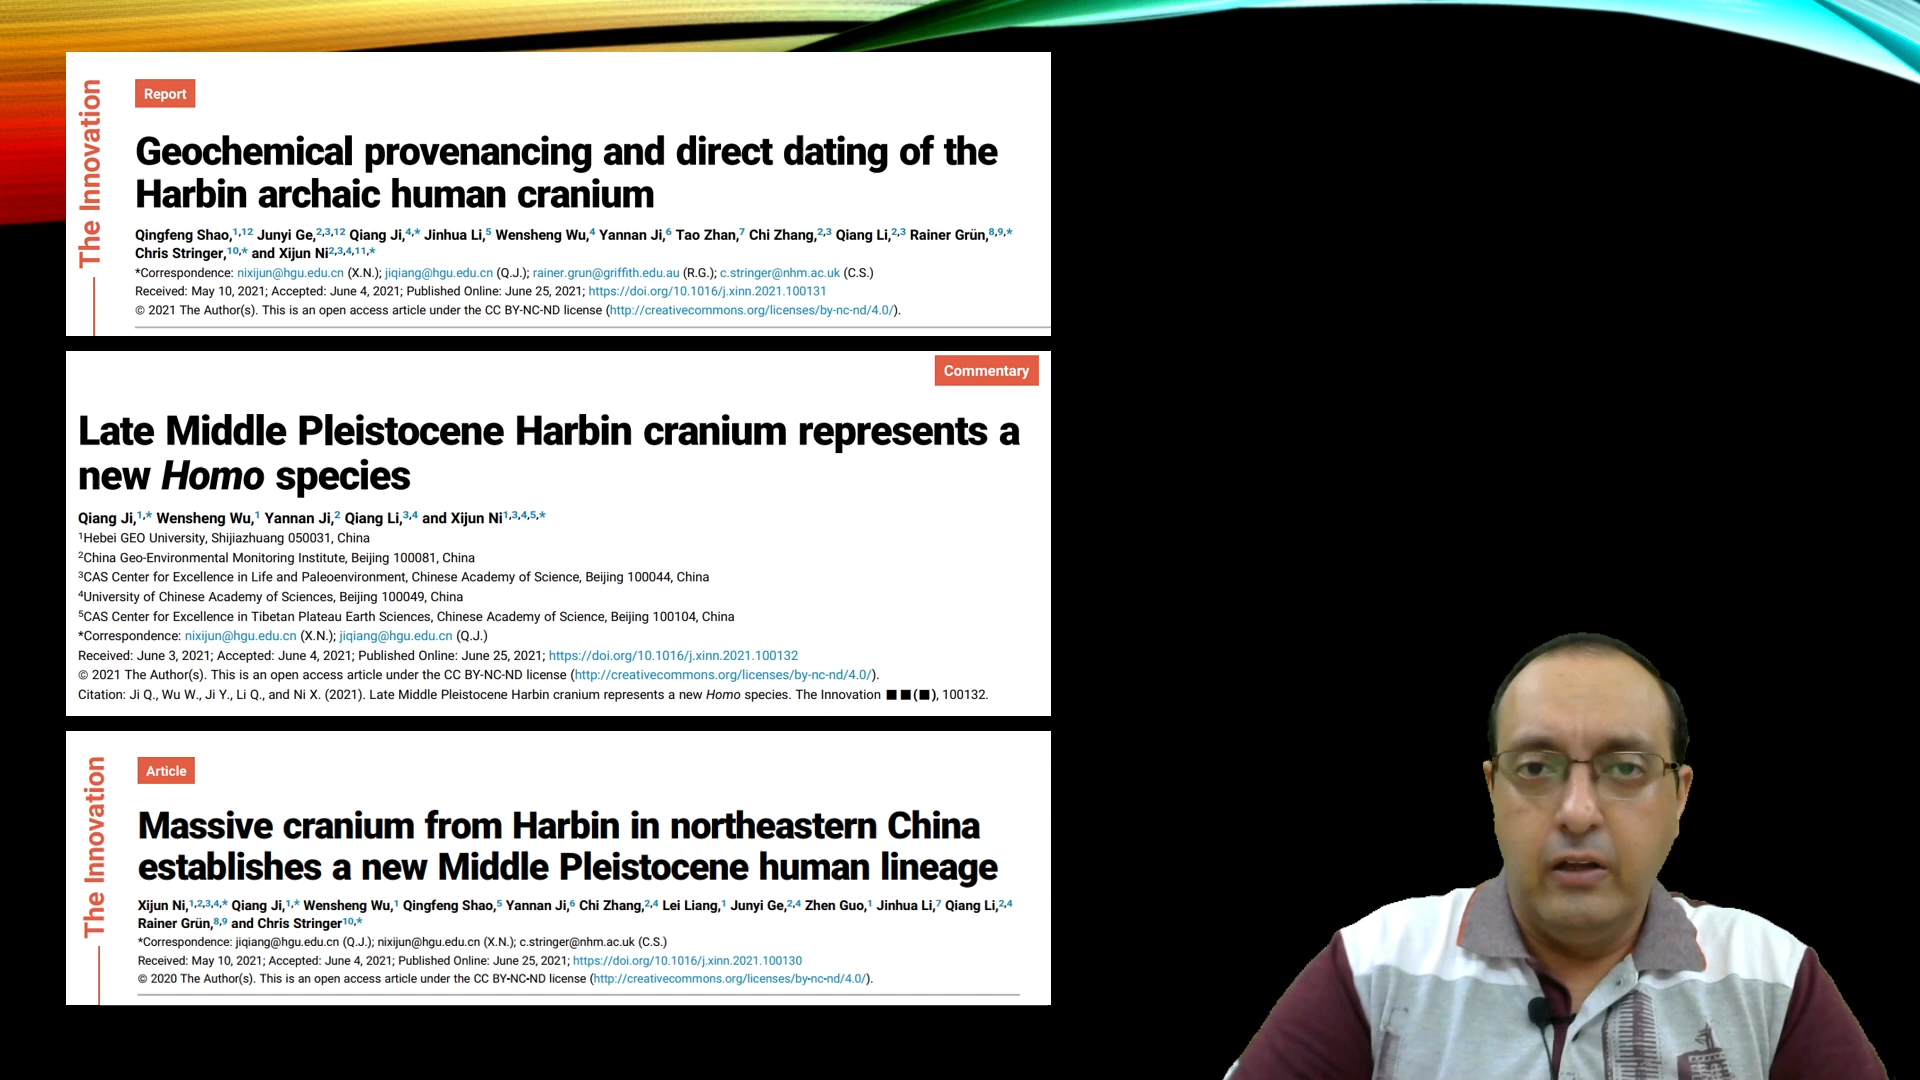 The Innovation
Report
Geochemical provenancing and direct dating of the
Harbin archaic human cranium
Qingfeng Shao,1,12 Junyi Ge,2,3,12 Qiang Ji,4,* Jinhua Li,5 Wensheng Wu,4 Yannan Ji,6 Tao Zhan,7 Chi Zhang,2,3 Qiang Li,2,3 Rainer Grün,8,9,*
Chris Stringer,10,* and Xijun Ni2,3,4,11,*
*Correspondence: nixijun@hgu.edu.cn (X.N.); jiqiang@hgu.edu.cn (Q.J.); rainer.grun@griffith.edu.au (R.G.); c.stringer@nhm.ac.uk (C.S.)
Received: May 10, 2021; Accepted: June 4, 2021; Published Online: June 25, 2021; https://doi.org/10.1016/j.xinn.2021.100131
© 2021 The Author(s). This is an open access article under the CC BY-NC-ND license (http://creativecommons.org/licenses/by-nc-nd/4.0/).
Commentary
Late Middle Pleistocene Harbin cranium represents a
new Homo species
Qiang Ji,1,* Wensheng Wu,1 Yannan Ji,2 Qiang Li,3,4 and Xijun Ni1,3,4,5,*
1Hebei GEO University, Shijiazhuang 050031, China
2China Geo-Environmental Monitoring Institute, Beijing 100081, China
3CAS Center for Excellence in Life and Paleoenvironment, Chinese Academy of Science, Beijing 100044, China
4University of Chinese Academy of Sciences, Beijing 100049, China
5CAS Center for Excellence in Tibetan Plateau Earth Sciences, Chinese Academy of Science, Beijing 100104, China
*Correspondence: nixijun@hgu.edu.cn (X.N.); jiqiang@hgu.edu.cn (Q.J.)
Received: June 3, 2021; Accepted: June 4, 2021; Published Online: June 25, 2021; https://doi.org/10.1016/j.xinn.2021.100132
© 2021 The Author(s). This is an open access article under the CC BY-NC-ND license (http://creativecommons.org/licenses/by-nc-nd/4.0/).
Citation: Ji Q., Wu W., Ji Y., Li Q., and Ni X. (2021). Late Middle Pleistocene Harbin cranium represents a new Homo species. The Innovation ■■(■), 100132.
The Innovation
Article
Massive cranium from Harbin in northeastern China
establishes a new Middle Pleistocene human lineage
Xijun Ni,1,2,3,4,* Qiang Ji,1,* Wensheng Wu,1 Qingfeng Shao,5 Yannan Ji,6 Chi Zhang,2,4 Lei Liang,1 Junyi Ge,2,4 Zhen Guo,1 Jinhua Li,7 Qiang Li,2,4
Rainer Grün,8,9 and Chris Stringer10,*
*Correspondence: jiqiang@hgu.edu.cn (Q.J.); nixijun@hgu.edu.cn (X.N.); c.stringer@nhm.ac.uk (C.S.)
Received: May 10, 2021; Accepted: June 4, 2021; Published Online: June 25, 2021; https://doi.org/10.1016/j.xinn.2021.100130
© 2020 The Author(s). This is an open access article under the CC BY-NC-ND license (http://creativecommons.org/licenses/by-nc-nd/4.0/).